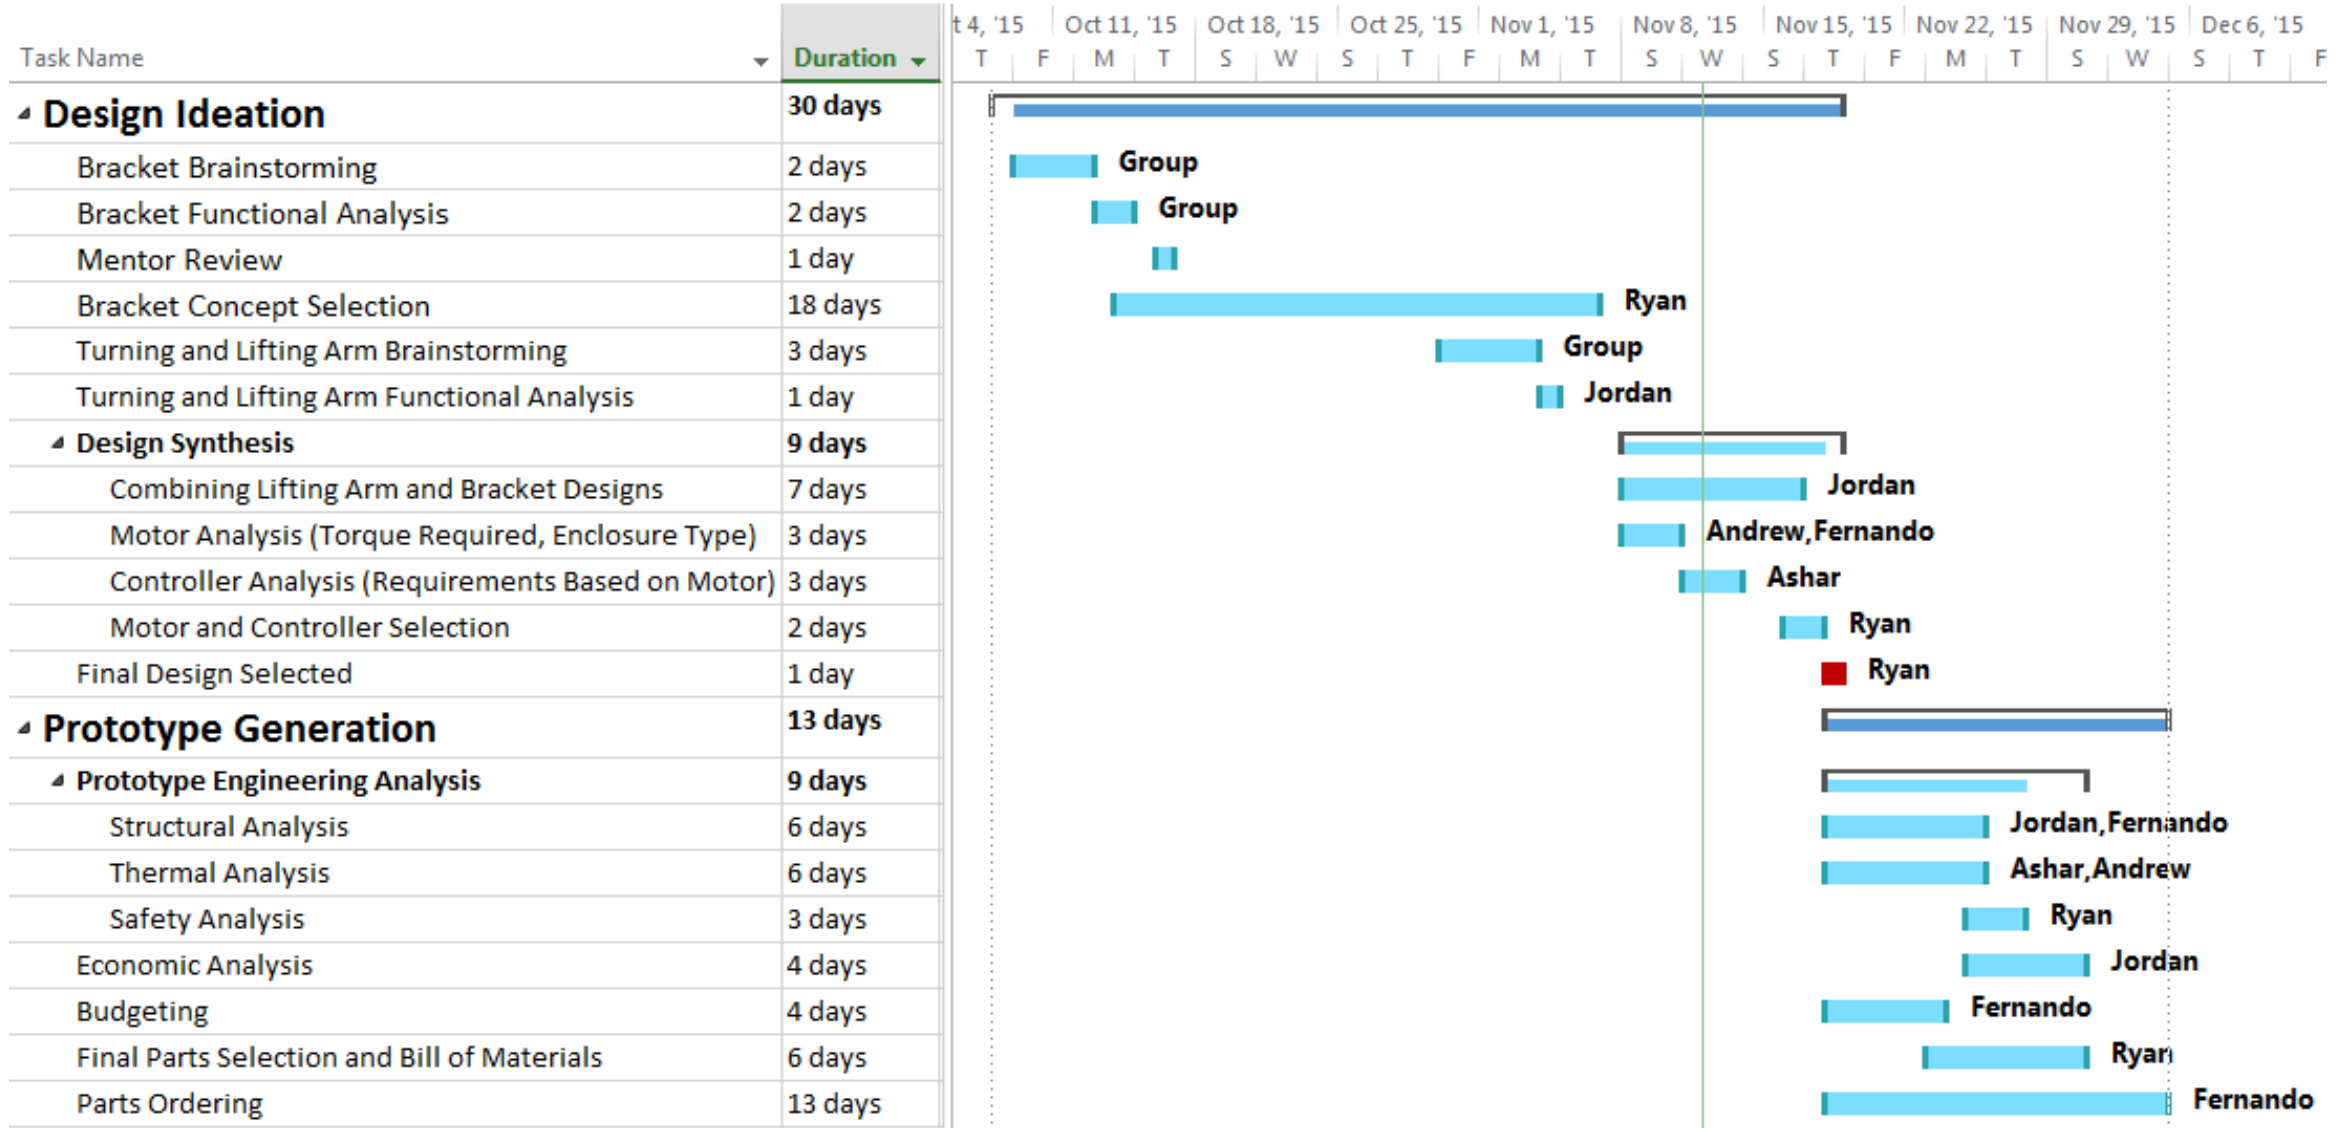 t 4, '15 Oct 11, '15 Oct 18, '15 Oct 25, '15 Nov 1, '15 Nov 8, '15 Nov 15, '15 Nov 22, '15 Nov 29, '15 Dec 6, '15
Task Name Duration T F M T S W S T F M T S W S T F M T S W S T F
Design Ideation 30 days
Bracket Brainstorming 2 days Group
Bracket Functional Analysis 2 days Group
Mentor Review 1 day
Bracket Concept Selection 18 days Ryan
Turning and Lifting Arm Brainstorming 3 days Group
Turning and Lifting Arm Functional Analysis 1 day Jordan
Design Synthesis 9 days
Combining Lifting Arm and Bracket Designs 7 days Jordan
Motor Analysis (Torque Required, Enclosure Type) 3 days Andrew,Fernando
Controller Analysis (Requirements Based on Motor) 3 days Ashar
Motor and Controller Selection 2 days Ryan
Final Design Selected 1 day Ryan
Prototype Generation 13 days
Prototype Engineering Analysis 9 days
Structural Analysis 6 days Jordan,Fernando
Thermal Analysis 6 days Ashar,Andrew
Safety Analysis 3 days Ryan
Economic Analysis 4 days Jordan
Budgeting 4 days Fernando
Final Parts Selection and Bill of Materials 6 days Ryan
Parts Ordering 13 days Fernando